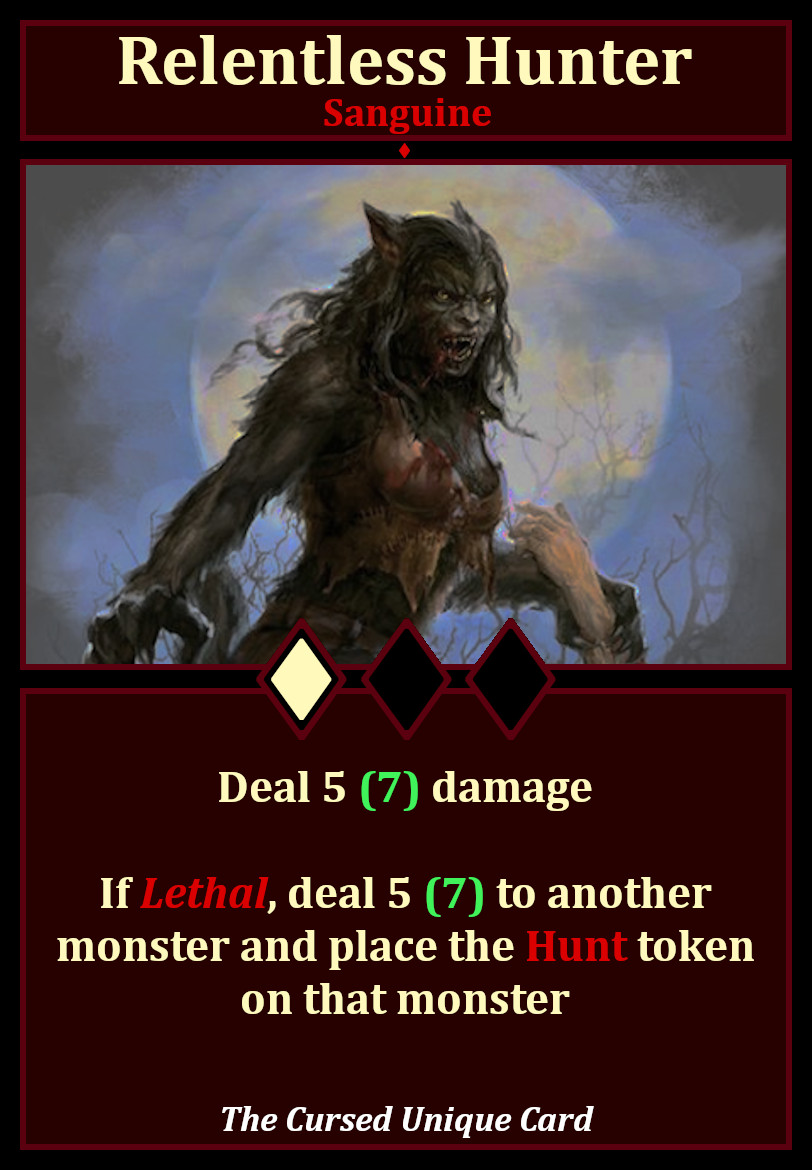 Relentless Hunter
Sanguine
Deal 5 (7) damage
If Lethal, deal 5 (7) to another
monster and place the Hunt token
on that monster
The Cursed Unique Card